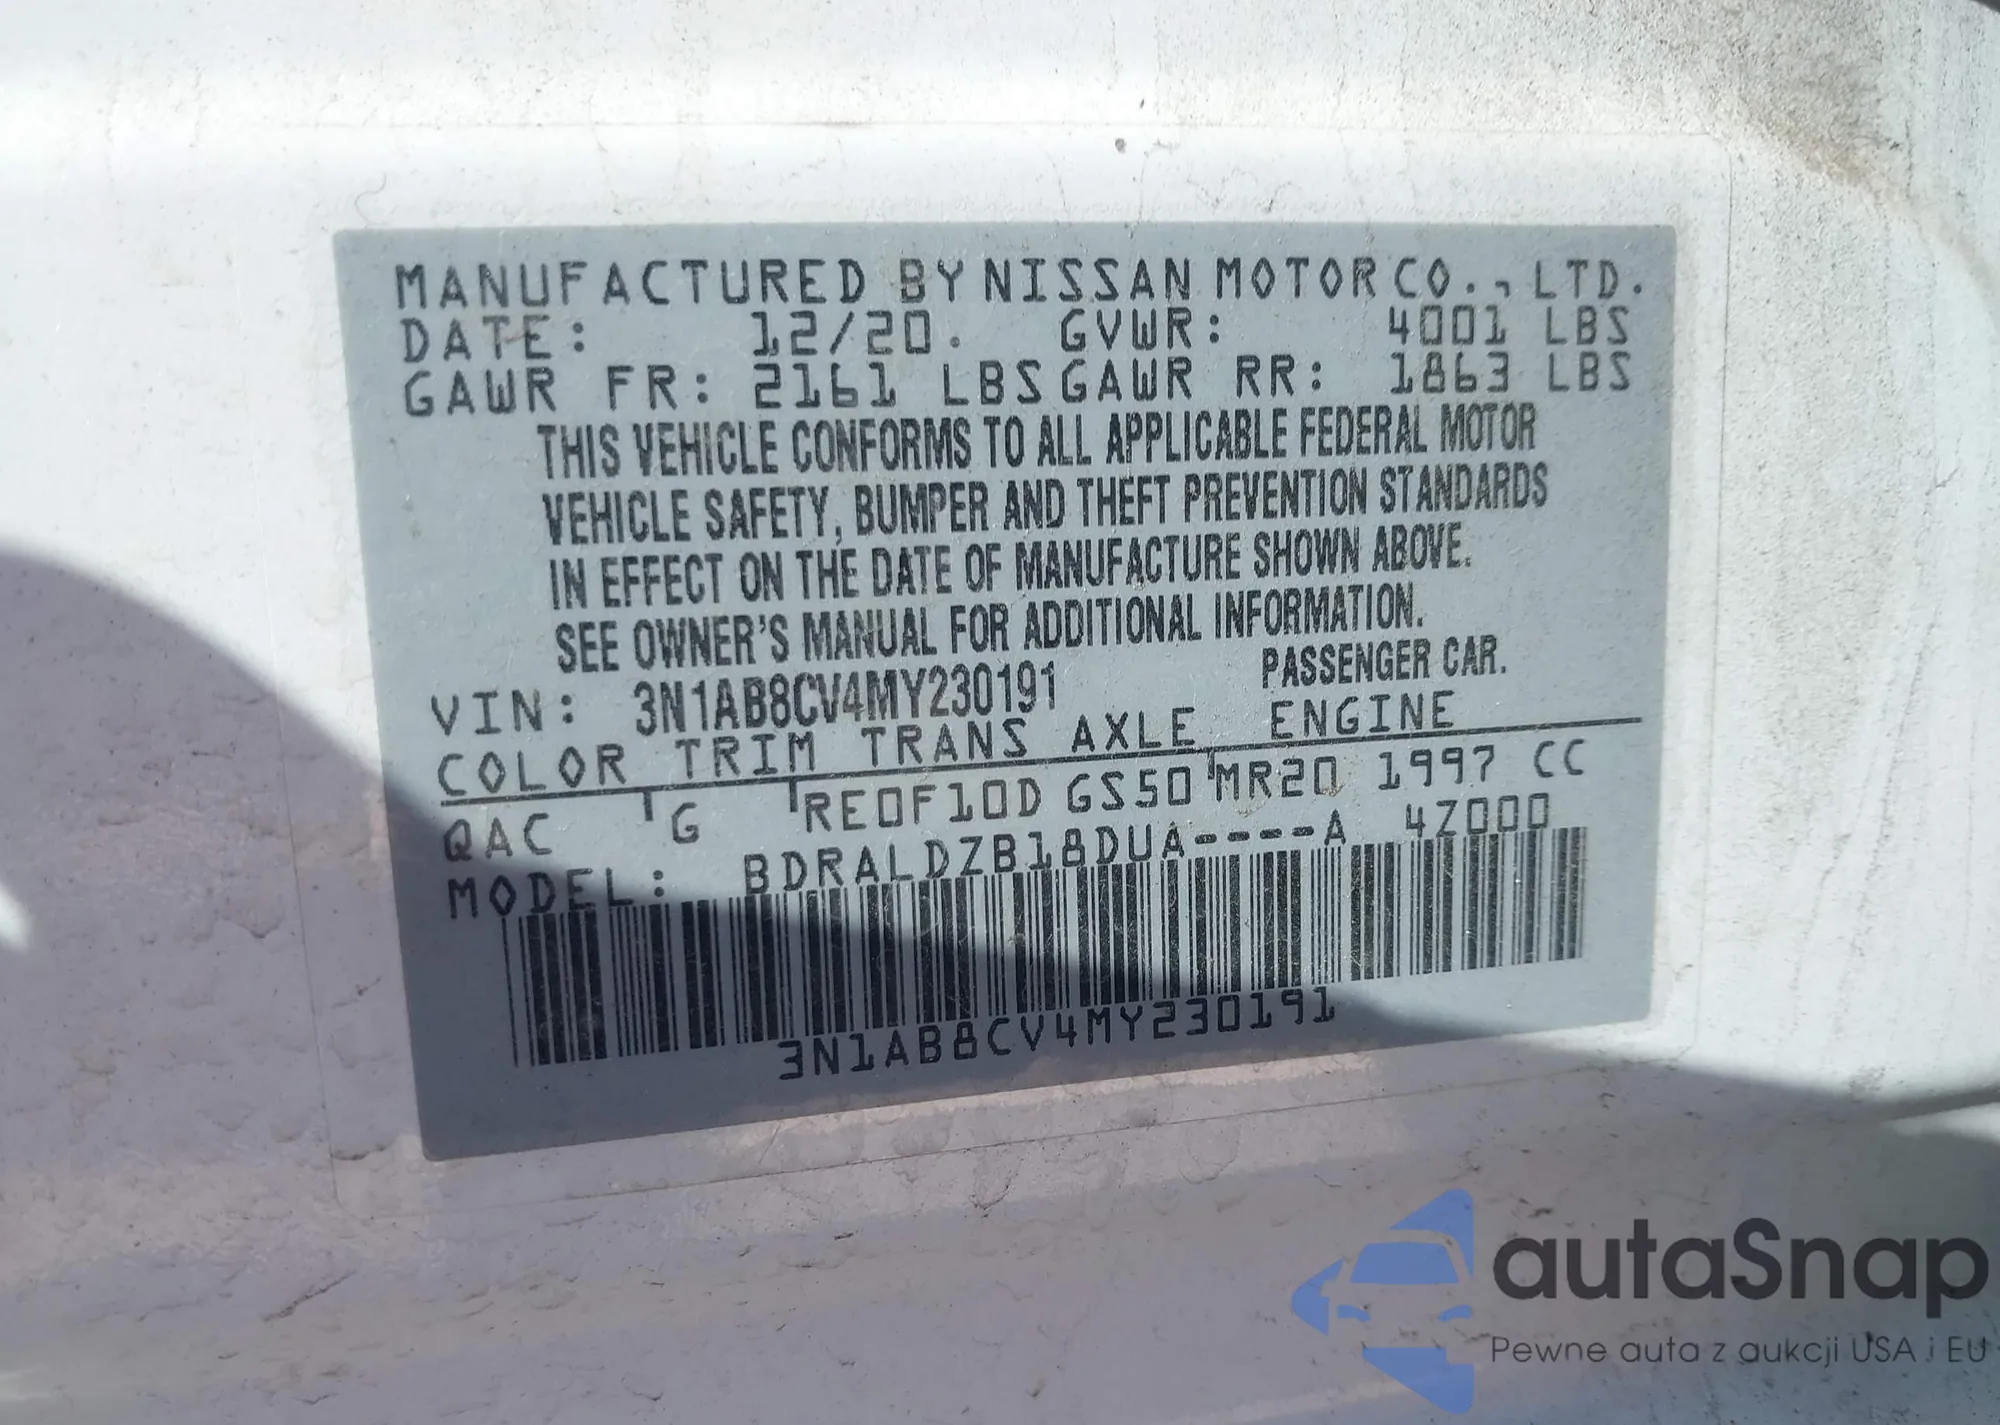 MANUFACTURED BY NISSAN MOTOR CO., LTD.
DATE: 12/20. GVWR: 4001 LBS
GAWR FR: 2161 LBS GAWR RR: 1863 LBS
THIS VEHICLE CONFORMS TO ALL APPLICABLE FEDERAL MOTOR
VEHICLE SAFETY, BUMPER AND THEFT PREVENTION STANDARDS
IN EFFECT ON THE DATE OF MANUFACTURE SHOWN ABOVE.
SEE OWNER'S MANUAL FOR ADDITIONAL INFORMATION.
VIN: 3N1AB8CV4MY230191 PASSENGER CAR.
COLOR TRIM TRANS AXLE ENGINE
QAC G RE0F10D GS50 MR20 1997 CC
MODEL: BDRALDZB18DUA----A 4Z000
3N1AB8CV4MY230191
autaSnap
Pewne auta z aukcji USA i EU